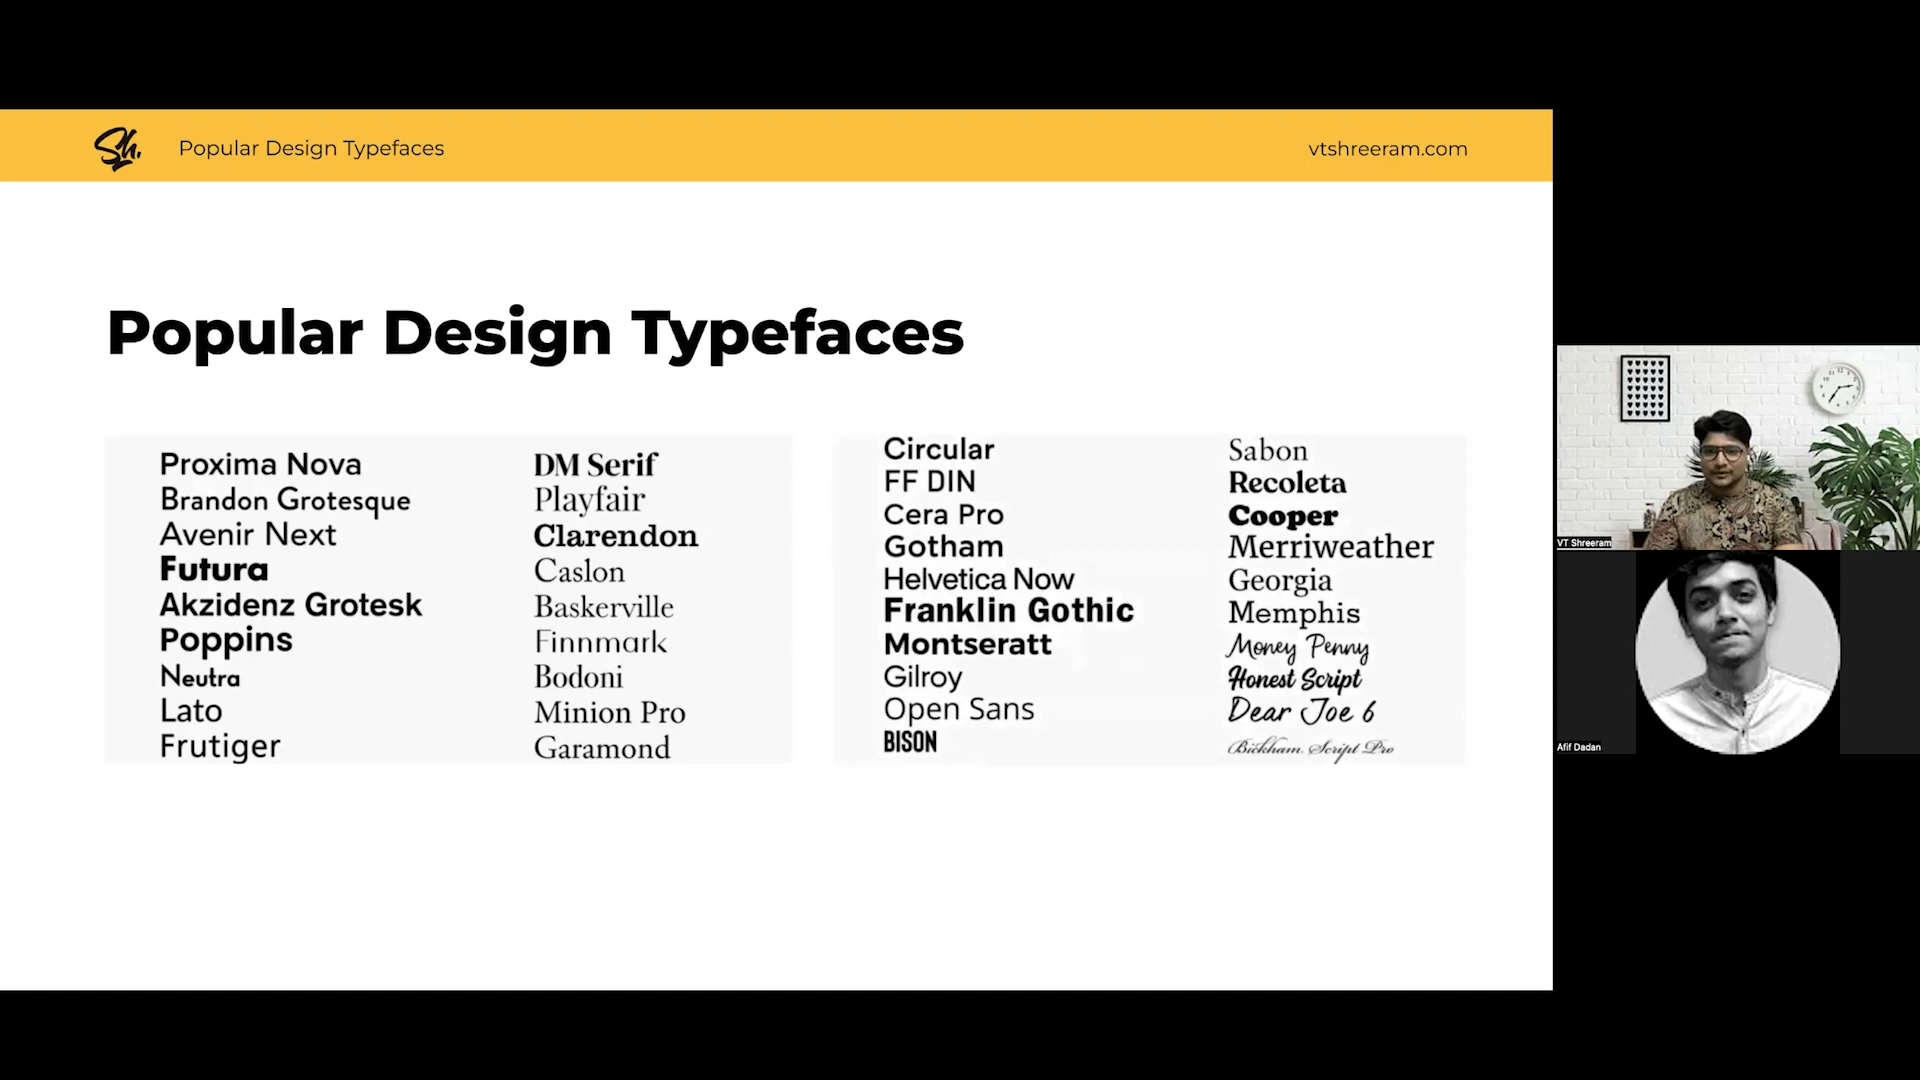 Sh.
Popular Design Typefaces
vtshreeram.com
Popular Design Typefaces
Proxima Nova
Brandon Grotesque
Avenir Next
Futura
Akzidenz Grotesk
Poppins
Neutra
Lato
Frutiger
DM Serif
Playfair
Clarendon
Caslon
Baskerville
Finnmark
Bodoni
Minion Pro
Garamond
Circular
FF DIN
Cera Pro
Gotham
Helvetica Now
Franklin Gothic
Montseratt
Gilroy
Open Sans
BISON
Sabon
Recoleta
Cooper
Merriweather
Georgia
Memphis
Money Penny
Honest Script
Dear Joe 6
Bickham Script Pro
VT Shreeram
Afif Dadan